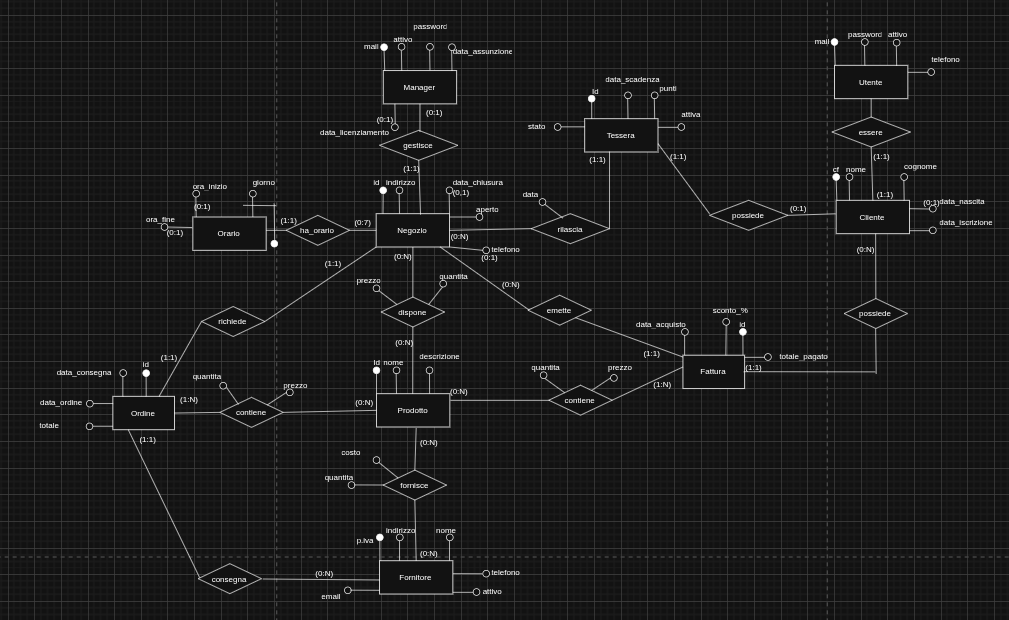 password
mail
attivo
data_assunzione
Manager
(0:1)
(0:1)
data_licenziamento
gestisce
(1:1)
mail
password
attivo
telefono
Utente
essere
(1:1)
data_scadenza
id
punti
stato
attiva
Tessera
(1:1)
(1:1)
cf
nome
cognome
(1:1)
(0:1)
data_nascita
Cliente
data_iscrizione
(0:1)
possiede
(0:N)
ora_inizio
giorno
(0:1)
ora_fine
(0:1)
Orario
(1:1)
ha_orario
(0:7)
id
indirizzo
data_chiusura
(0,1)
aperto
Negozio
(0:N)
telefono
(0:1)
data
rilascia
(1:1)
(0:N)
(0:N)
prezzo
quantita
dispone
(0:N)
richiede
(1:1)
emette
(1:1)
possiede
data_acquisto
sconto_%
id
totale_pagato
Fattura
(1:1)
(1:N)
data_consegna
id
data_ordine
totale
Ordine
(1:N)
(1:1)
quantita
prezzo
contiene
(0:N)
id
nome
descrizione
(0:N)
Prodotto
(0:N)
quantita
prezzo
contiene
costo
quantita
fornisce
(0:N)
p.iva
indirizzo
nome
Fornitore
telefono
attivo
email
(0:N)
consegna